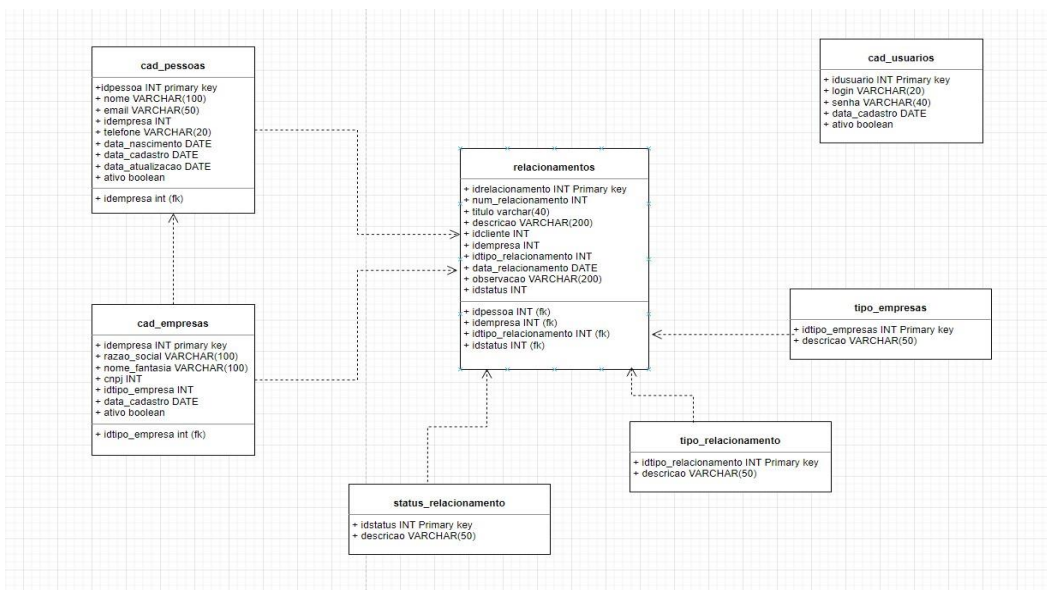 cad_pessoas
+idpessoa INT primary key
+ nome VARCHAR(100)
+ email VARCHAR(50)
+ idempresa INT
+ telefone VARCHAR(20)
+ data_nascimento DATE
+ data_cadastro DATE
+ data_atualizacao DATE
+ ativo boolean
+ idempresa int (fk)
cad_usuarios
+ idusuario INT Primary key
+ login VARCHAR(20)
+ senha VARCHAR(40)
+ data_cadastro DATE
+ ativo boolean
relacionamentos
+ idrelacionamento INT Primary key
+ num_relacionamento INT
+ titulo varchar(40)
+ descricao VARCHAR(200)
+ idcliente INT
+ idempresa INT
+ idtipo_relacionamento INT
+ data_relacionamento DATE
+ observacao VARCHAR(200)
+ idstatus INT
+ idpessoa INT (fk)
+ idempresa INT (fk)
+ idtipo_relacionamento INT (fk)
+ idstatus INT (fk)
cad_empresas
+ idempresa INT primary key
+ razao_social VARCHAR(100)
+ nome_fantasia VARCHAR(100)
+ cnpj INT
+ idtipo_empresa INT
+ data_cadastro DATE
+ ativo boolean
+ idtipo_empresa int (fk)
tipo_empresas
+ idtipo_empresas INT Primary key
+ descricao VARCHAR(50)
tipo_relacionamento
+ idtipo_relacionamento INT Primary key
+ descricao VARCHAR(50)
status_relacionamento
+ idstatus INT Primary key
+ descricao VARCHAR(50)